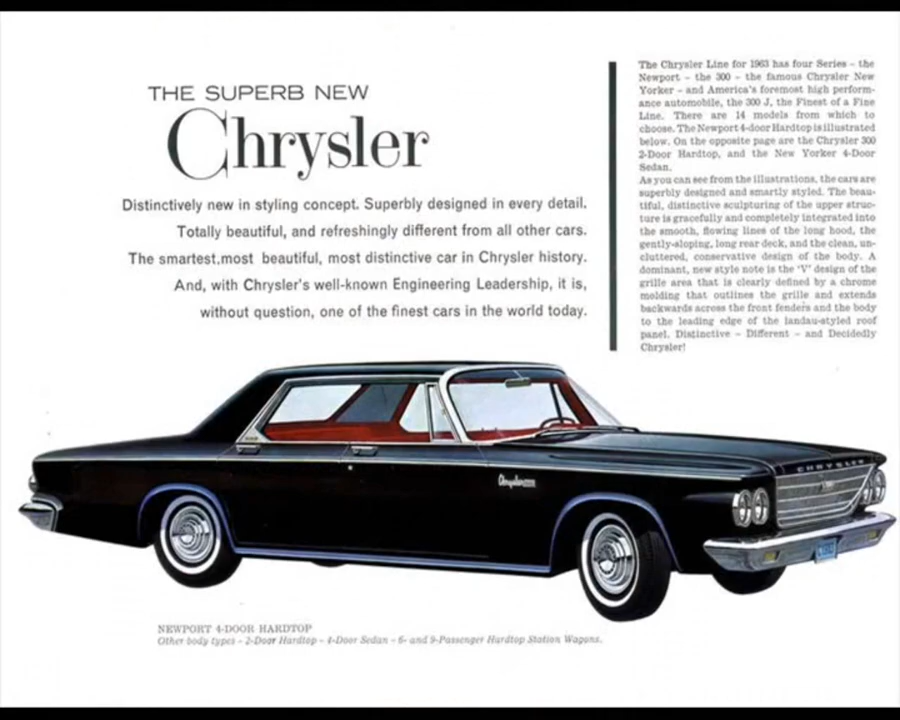 THE SUPERB NEW
Chrysler
Distinctively new in styling concept. Superbly designed in every detail.
Totally beautiful, and refreshingly different from all other cars.
The smartest,most beautiful, most distinctive car in Chrysler history.
And, with Chrysler's well-known Engineering Leadership, it is,
without question, one of the finest cars in the world today.
The Chrysler Line for 1963 has four Series - the
Newport - the 300 - the famous Chrysler New
Yorker - and America's foremost high perform-
ance automobile, the 300 J, the Finest of a Fine
Line. There are 14 models from which to
choose. The Newport 4-door Hardtop is illustrated
below. On the opposite page are the Chrysler 300
2-Door Hardtop, and the New Yorker 4-Door
Sedan.
As you can see from the illustrations, the cars are
superbly designed and smartly styled. The beau-
tiful, distinctive sculpturing of the upper struc-
ture is gracefully and completely integrated into
the smooth, flowing lines of the long hood, the
gently-sloping, long rear deck, and the clean, un-
cluttered, conservative design of the body. A
dominant, new style note is the "V" design of the
grille area that is clearly defined by a chrome
molding that outlines the grille and extends
backwards across the front fenders and the body
to the leading edge of the landau-styled roof
panel. Distinctive - Different - and Decidedly
Chrysler!
CHRYSLER
Chrysler
NEWPORT 4-DOOR HARDTOP
Other body types - 2-Door Hardtop - 4-Door Sedan - 6- and 9-Passenger Hardtop Station Wagons.